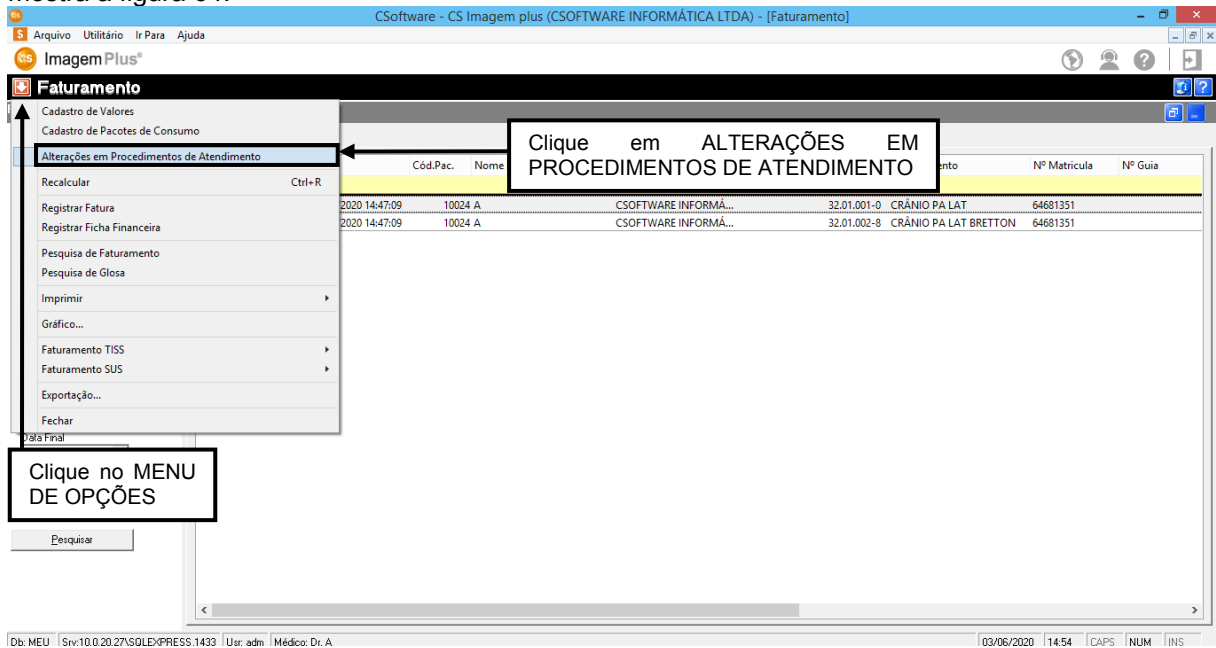 CSoftware - CS Imagem plus (CSOFTWARE INFORMÁTICA LTDA) - [Faturamento]
Arquivo Utilitário Ir Para Ajuda
CS Imagem Plus®
Faturamento
Cadastro de Valores
Cadastro de Pacotes de Consumo
Alterações em Procedimentos de Atendimento
Recalcular Ctrl+R
Registrar Fatura
Registrar Ficha Financeira
Pesquisa de Faturamento
Pesquisa de Glosa
Imprimir
Gráfico...
Faturamento TISS
Faturamento SUS
Exportação...
Fechar
Clique em ALTERAÇÕES EM
PROCEDIMENTOS DE ATENDIMENTO
Cód.Pac. Nome ento Nº Matricula Nº Guia
2020 14:47:09 10024 A CSOFTWARE INFORMÁ... 32.01.001-0 CRÂNIO PA LAT 64681351
2020 14:47:09 10024 A CSOFTWARE INFORMÁ... 32.01.002-8 CRÂNIO PA LAT BRETTON 64681351
Data Final
Clique no MENU
DE OPÇÕES
Pesquisar
Db: MEU Srv:10.0.20.27\SQLEXPRESS,1433 Usr: adm Médico: Dr. A 03/06/2020 14:54 CAPS NUM INS